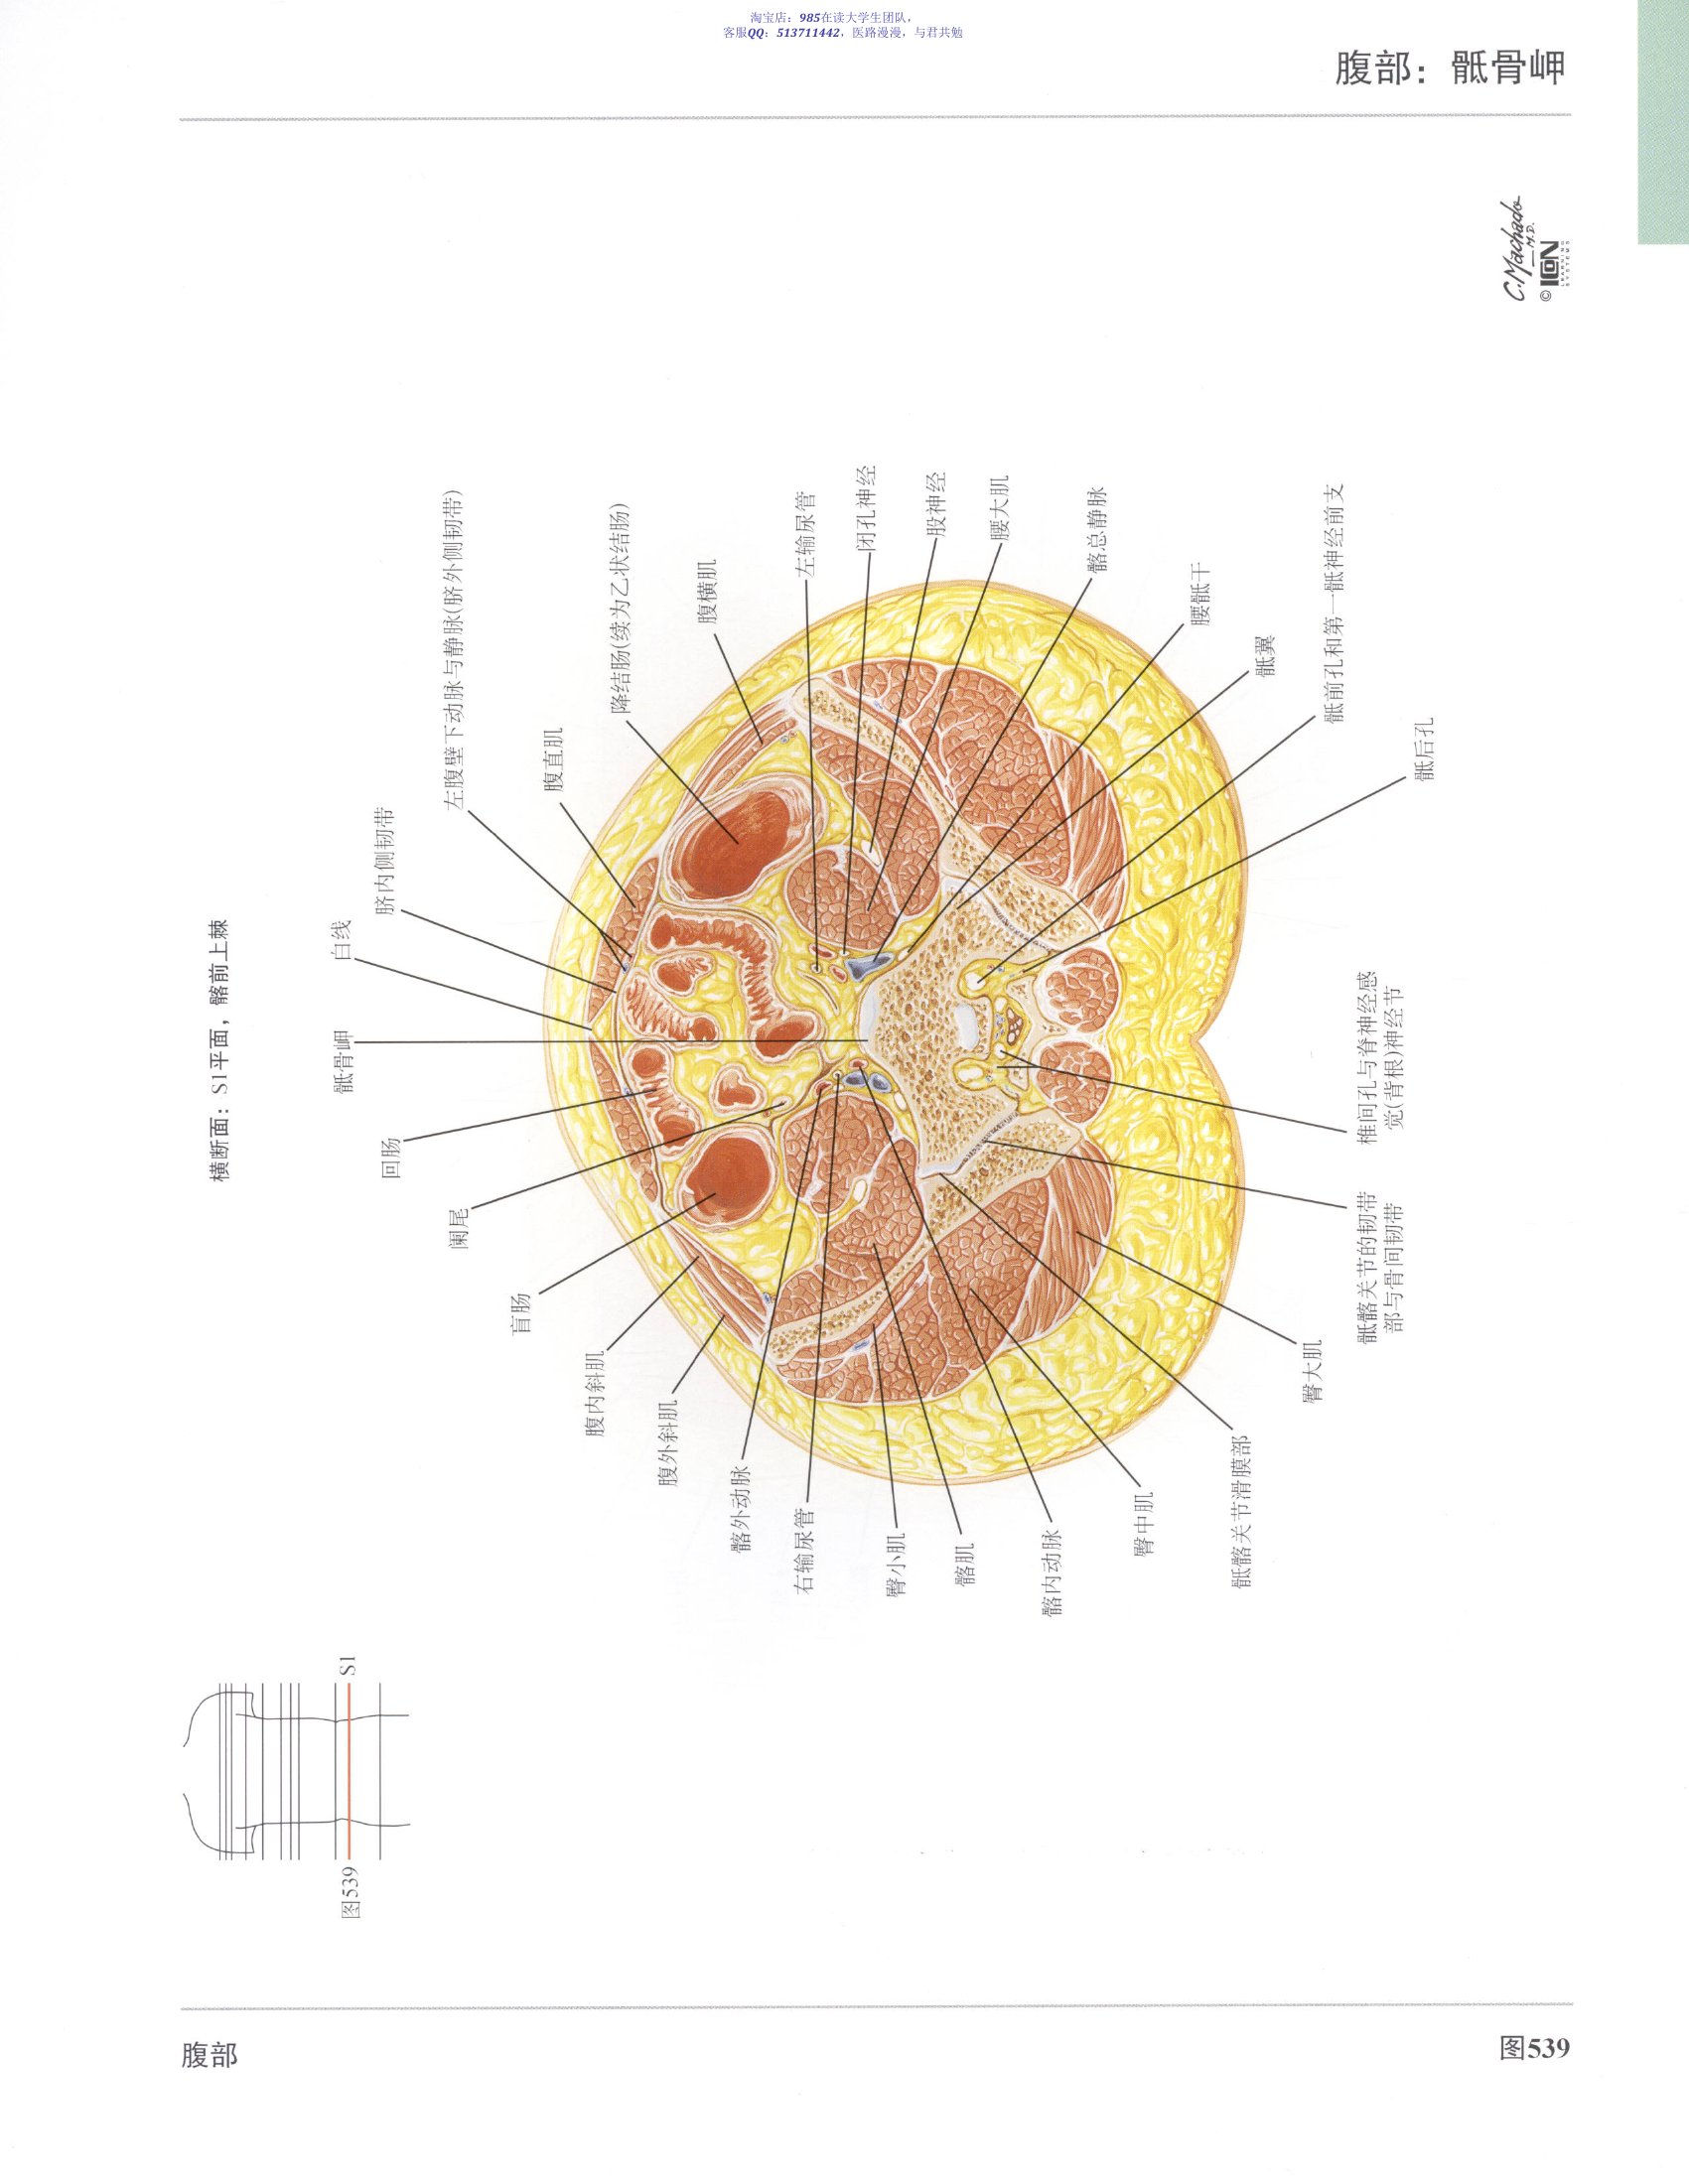 淘宝店：985在读大学生团队，
客服QQ：513711442，医路漫漫，与君共勉
腹部：骶骨岬
横断面：S1平面，髂前上棘
骶骨岬
白线
脐内侧韧带
左腹壁下动脉与静脉(脐外侧韧带)
腹直肌
降结肠(续为乙状结肠)
腹横肌
左输尿管
闭孔神经
股神经
腰大肌
髂总静脉
腰骶干
骶翼
骶前孔和第一骶神经前支
骶后孔
椎间孔与脊神经感
觉(背根)神经节
骶髂关节的韧带
部与骨间韧带
臀大肌
骶髂关节滑膜部
臀中肌
髂内动脉
髂肌
臀小肌
右输尿管
髂外动脉
腹外斜肌
腹内斜肌
盲肠
阑尾
回肠
S1
图539
C.Machado
M.D.
©
ICON
LEARNING
SYSTEMS
腹部
图539